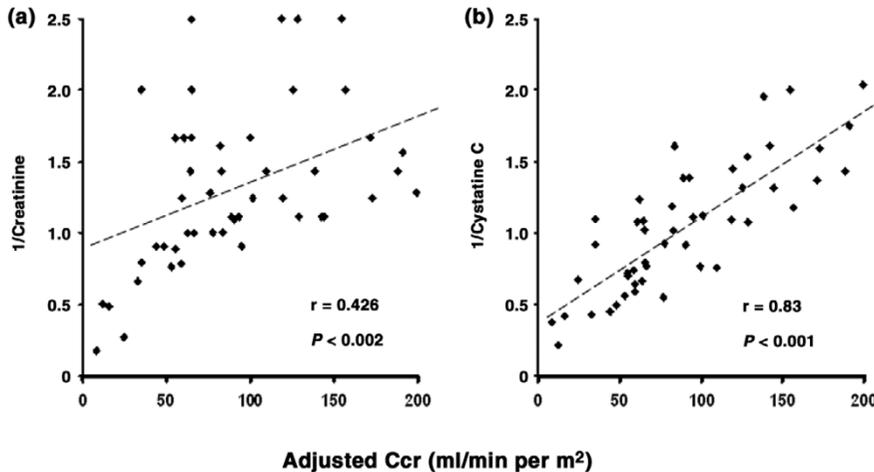 (a)
2.5
2.0
1.5
1.0
0.5
0
1/Creatinine
r = 0.426
P < 0.002
0 50 100 150 200
(b)
2.5
2.0
1.5
1.0
0.5
0
1/Cystatine C
r = 0.83
P < 0.001
0 50 100 150 200
Adjusted Ccr (ml/min per m²)